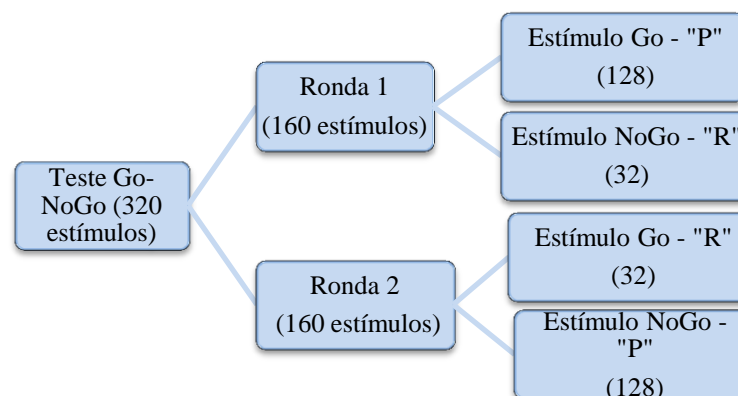 Teste Go-
NoGo (320
estímulos)
Ronda 1
(160 estímulos)
Estímulo Go - "P"
(128)
Estímulo NoGo - "R"
(32)
Ronda 2
(160 estímulos)
Estímulo Go - "R"
(32)
Estímulo NoGo -
"P"
(128)